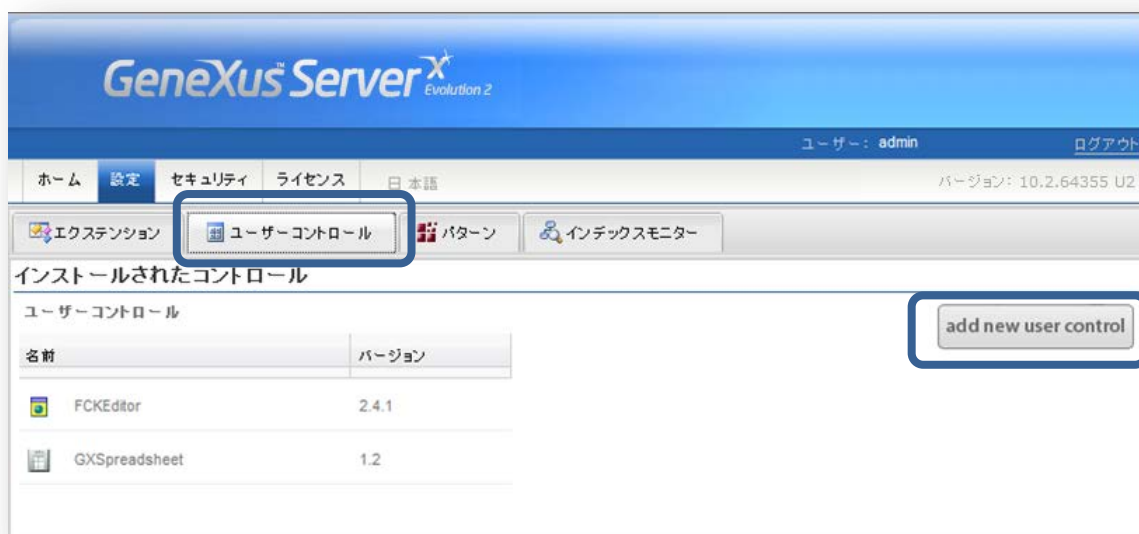 GeneXus™ Server X
Evolution 2
ユーザー: admin ログアウト
ホーム 設定 セキュリティ ライセンス 日本語 バージョン: 10.2.64355 U2
エクステンション ユーザーコントロール パターン インデックスモニター
インストールされたコントロール
ユーザーコントロール
add new user control
名前 バージョン
FCKEditor 2.4.1
GXSpreadsheet 1.2